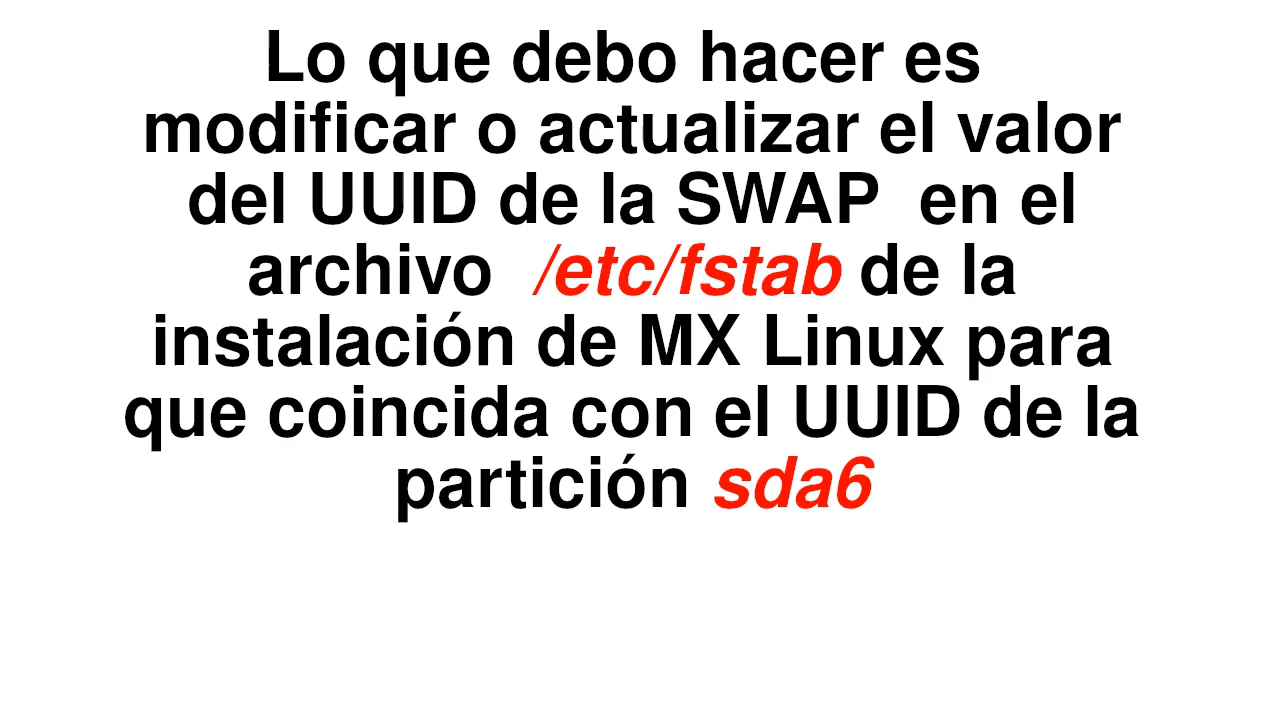 Lo que debo hacer es
modificar o actualizar el valor
del UUID de la SWAP  en el
archivo  /etc/fstab de la
instalación de MX Linux para
que coincida con el UUID de la
partición sda6